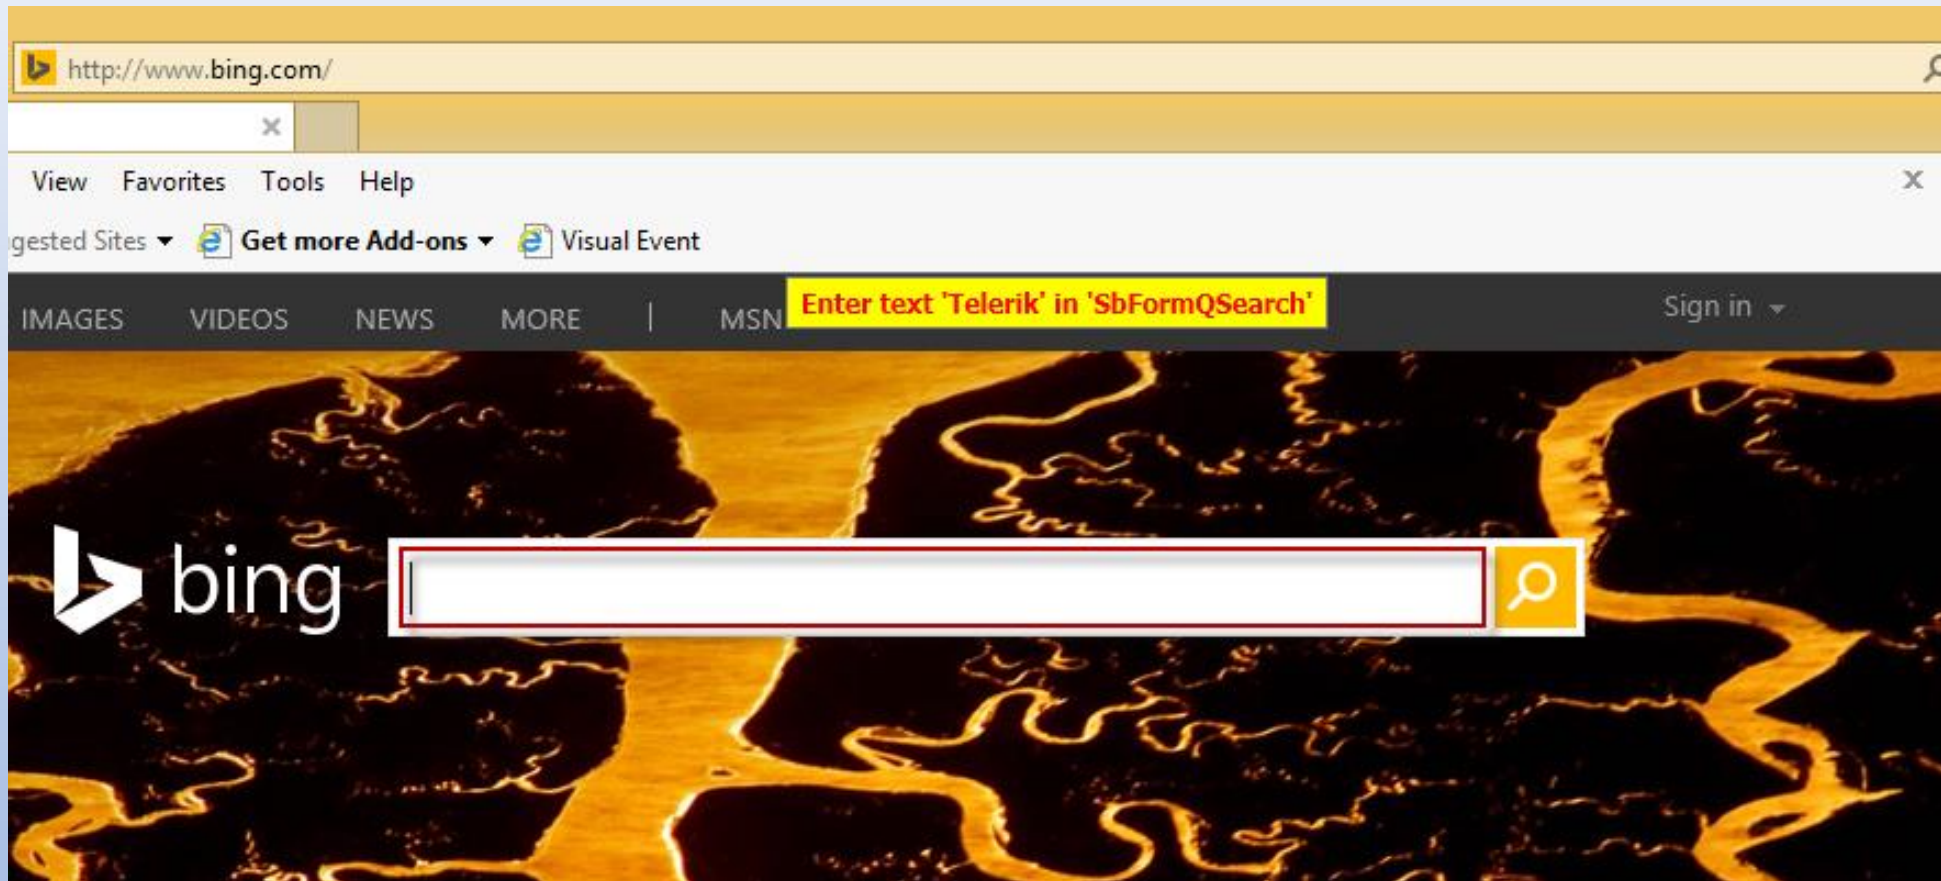 http://www.bing.com/
View Favorites Tools Help
gested Sites Get more Add-ons Visual Event
IMAGES VIDEOS NEWS MORE | MSN Enter text 'Telerik' in 'SbFormQSearch' Sign in
bing